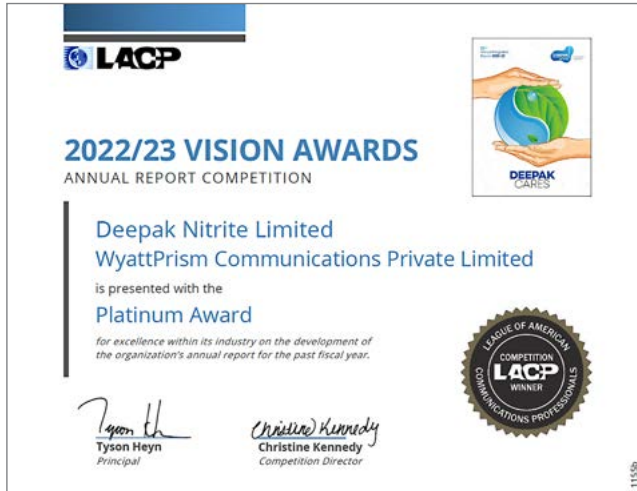 LACP
2022/23 VISION AWARDS
ANNUAL REPORT COMPETITION
DEEPAK
CARES
Deepak Nitrite Limited
WyattPrism Communications Private Limited
is presented with the
Platinum Award
for excellence within its industry on the development of
the organization's annual report for the past fiscal year.
LEAGUE OF AMERICAN
COMPETITION
LACP
WINNER
COMMUNICATIONS PROFESSIONALS
Tyson Heyn
Principal
Christine Kennedy
Christine Kennedy
Competition Director
1155b